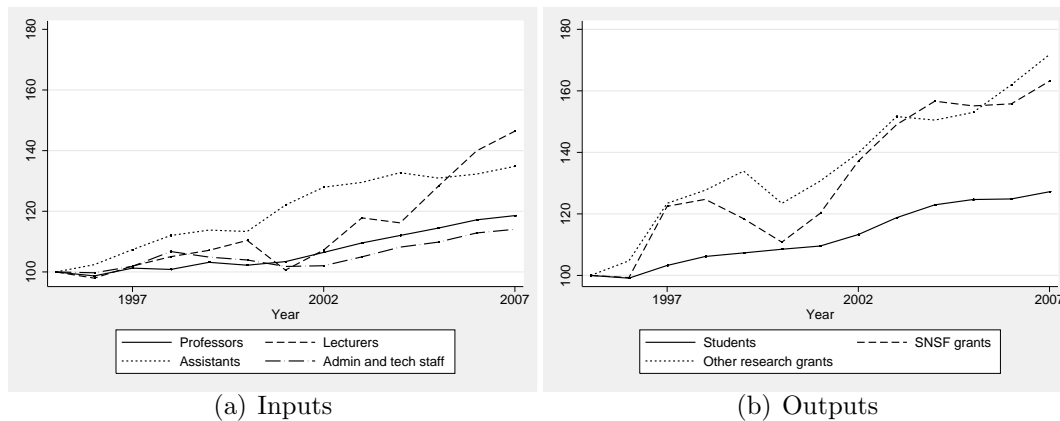 180
160
140
120
100
1997 2002 2007
Year
Professors Lecturers
Assistants Admin and tech staff
(a) Inputs
180
160
140
120
100
1997 2002 2007
Year
Students SNSF grants
Other research grants
(b) Outputs